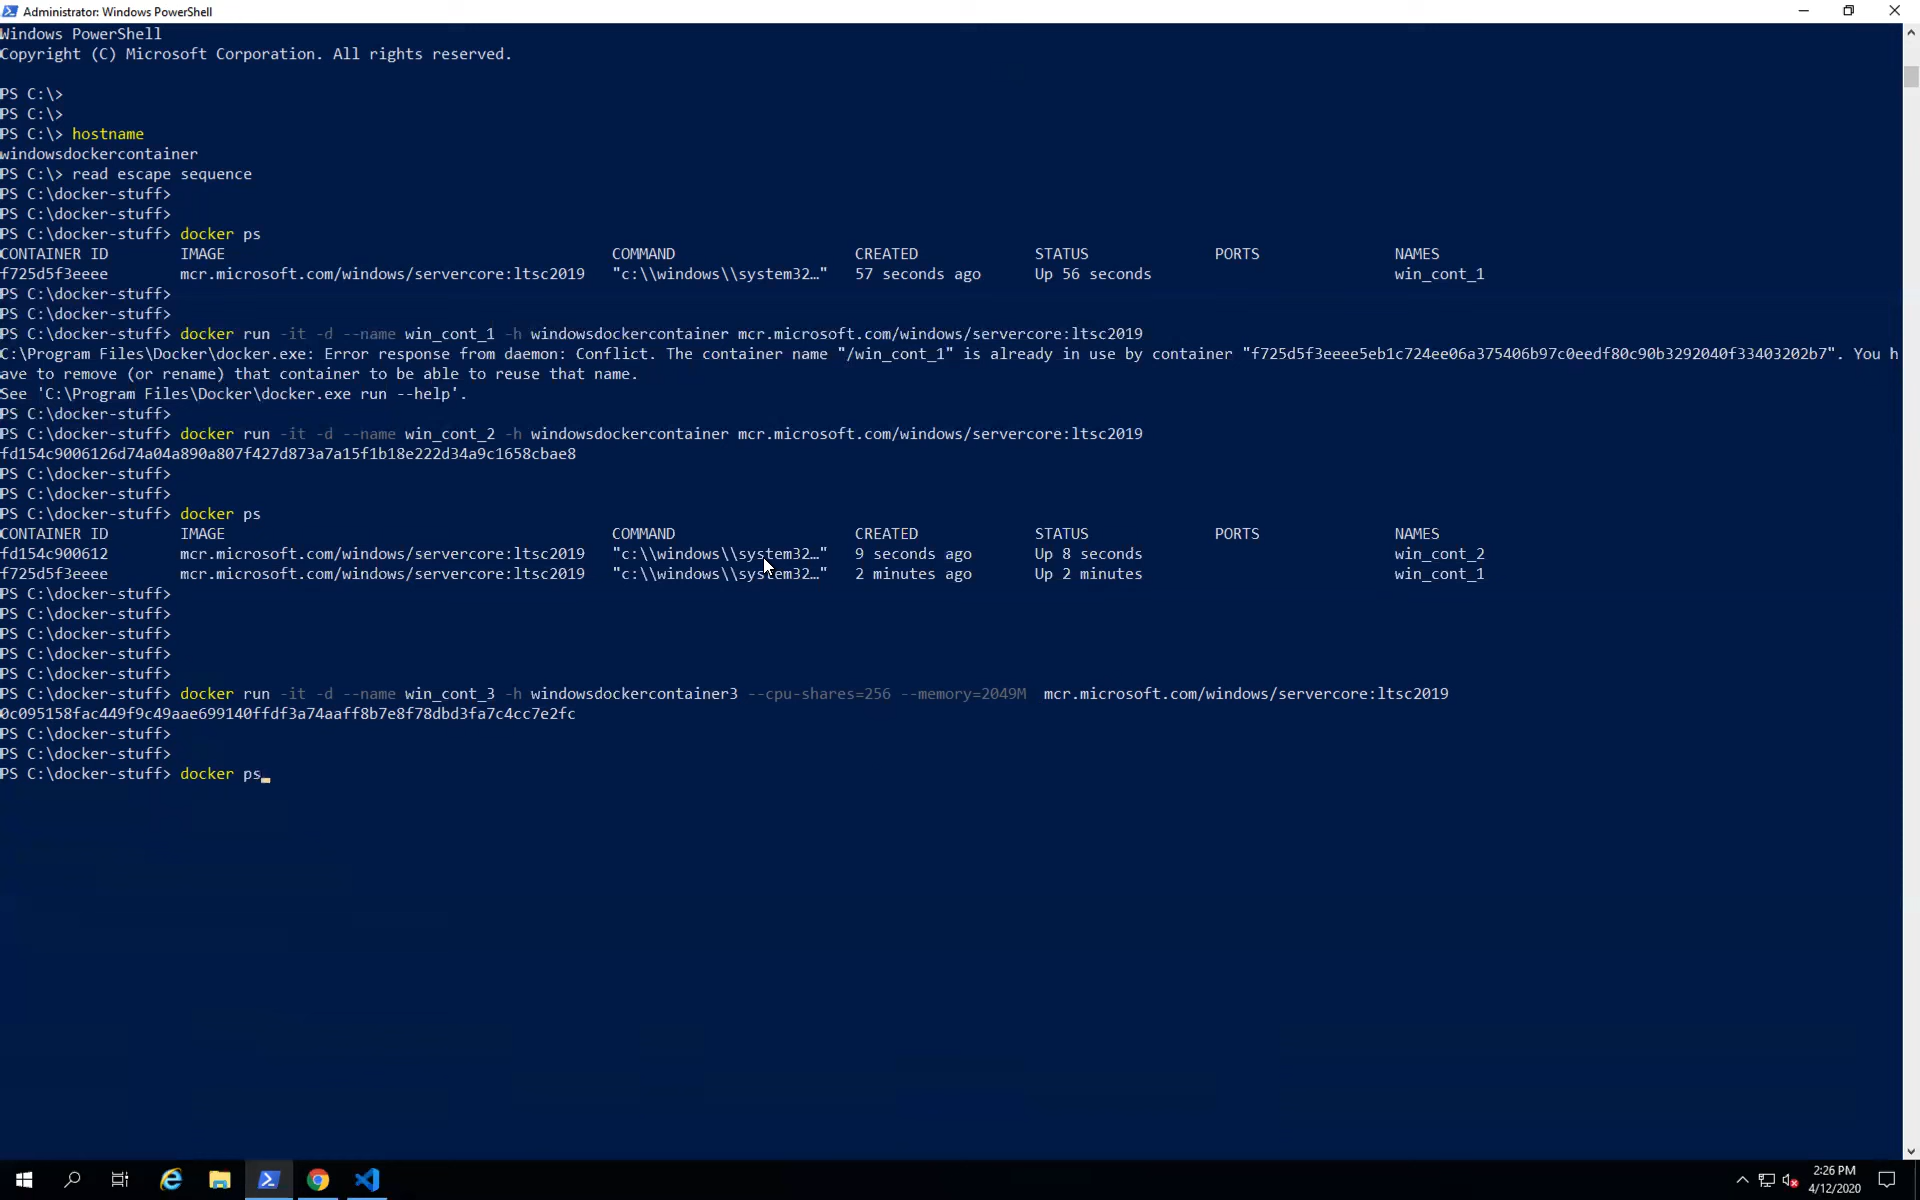 Administrator: Windows PowerShell
Windows PowerShell
Copyright (C) Microsoft Corporation. All rights reserved.
PS C:\>
PS C:\>
PS C:\> hostname
windowsdockercontainer
PS C:\> read escape sequence
PS C:\docker-stuff>
PS C:\docker-stuff>
PS C:\docker-stuff> docker ps
CONTAINER ID IMAGE COMMAND CREATED STATUS PORTS NAMES
f725d5f3eeee mcr.microsoft.com/windows/servercore:ltsc2019 "c:\\windows\\system32…" 57 seconds ago Up 56 seconds win_cont_1
PS C:\docker-stuff>
PS C:\docker-stuff>
PS C:\docker-stuff> docker run -it -d --name win_cont_1 -h windowsdockercontainer mcr.microsoft.com/windows/servercore:ltsc2019
C:\Program Files\Docker\docker.exe: Error response from daemon: Conflict. The container name "/win_cont_1" is already in use by container "f725d5f3eeee5eb1c724ee06a375406b97c0eedf80c90b3292040f33403202b7". You h
ave to remove (or rename) that container to be able to reuse that name.
See 'C:\Program Files\Docker\docker.exe run --help'.
PS C:\docker-stuff>
PS C:\docker-stuff> docker run -it -d --name win_cont_2 -h windowsdockercontainer mcr.microsoft.com/windows/servercore:ltsc2019
fd154c9006126d74a04a890a807f427d873a7a15f1b18e222d34a9c1658cbae8
PS C:\docker-stuff>
PS C:\docker-stuff>
PS C:\docker-stuff> docker ps
CONTAINER ID IMAGE COMMAND CREATED STATUS PORTS NAMES
fd154c900612 mcr.microsoft.com/windows/servercore:ltsc2019 "c:\\windows\\system32…" 9 seconds ago Up 8 seconds win_cont_2
f725d5f3eeee mcr.microsoft.com/windows/servercore:ltsc2019 "c:\\windows\\system32…" 2 minutes ago Up 2 minutes win_cont_1
PS C:\docker-stuff>
PS C:\docker-stuff>
PS C:\docker-stuff>
PS C:\docker-stuff>
PS C:\docker-stuff>
PS C:\docker-stuff> docker run -it -d --name win_cont_3 -h windowsdockercontainer3 --cpu-shares=256 --memory=2049M mcr.microsoft.com/windows/servercore:ltsc2019
0c095158fac449f9c49aae699140ffdf3a74aaff8b7e8f78dbd3fa7c4cc7e2fc
PS C:\docker-stuff>
PS C:\docker-stuff>
PS C:\docker-stuff> docker ps
2:26 PM
4/12/2020